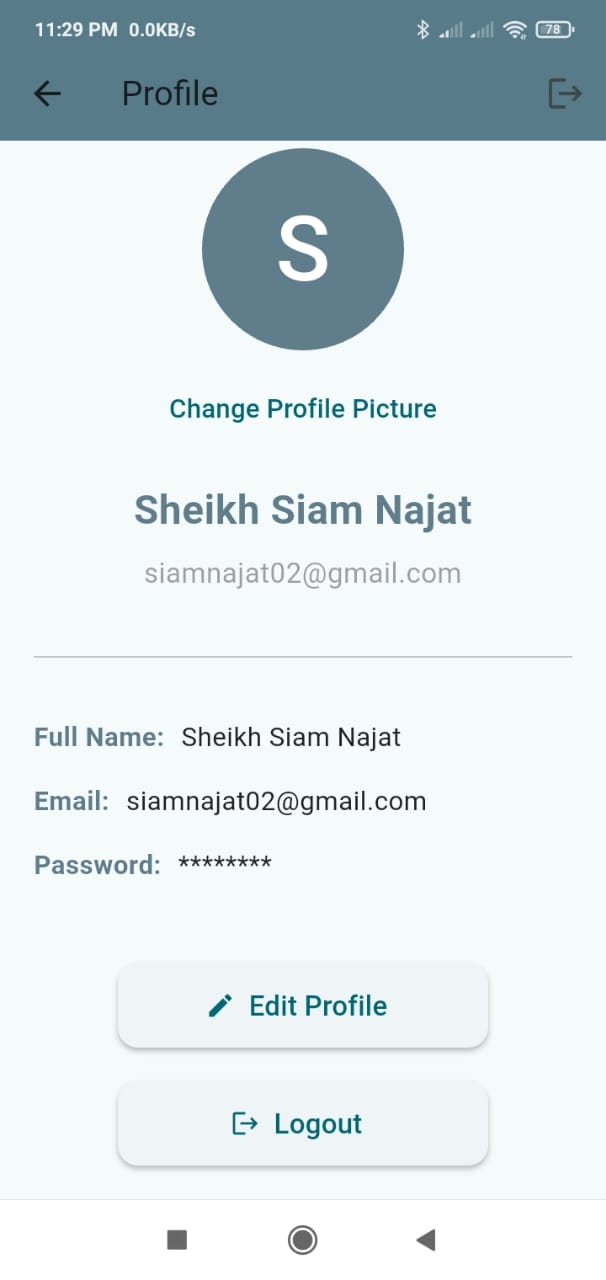 11:29 PM 0.0KB/s 78
Profile
S
Change Profile Picture
Sheikh Siam Najat
siamnajat02@gmail.com
Full Name: Sheikh Siam Najat
Email: siamnajat02@gmail.com
Password: ********
Edit Profile
Logout